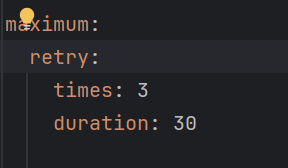 maximum:
  retry:
    times: 3
    duration: 30